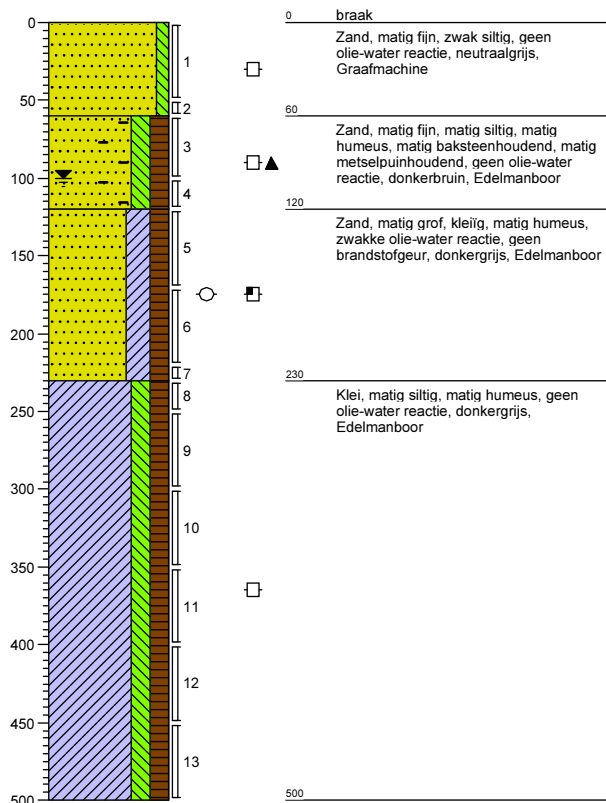 0
braak
Zand, matig fijn, zwak siltig, geen
olie-water reactie, neutraalgrijs,
Graafmachine
60
Zand, matig fijn, matig siltig, matig
humeus, matig baksteenhoudend, matig
metselpuinhoudend, geen olie-water
reactie, donkerbruin, Edelmanboor
120
Zand, matig grof, kleiïg, matig humeus,
zwakke olie-water reactie, geen
brandstofgeur, donkergrijs, Edelmanboor
230
Klei, matig siltig, matig humeus, geen
olie-water reactie, donkergrijs,
Edelmanboor
500
0
50
100
150
200
250
300
350
400
450
500
1
2
3
4
5
6
7
8
9
10
11
12
13